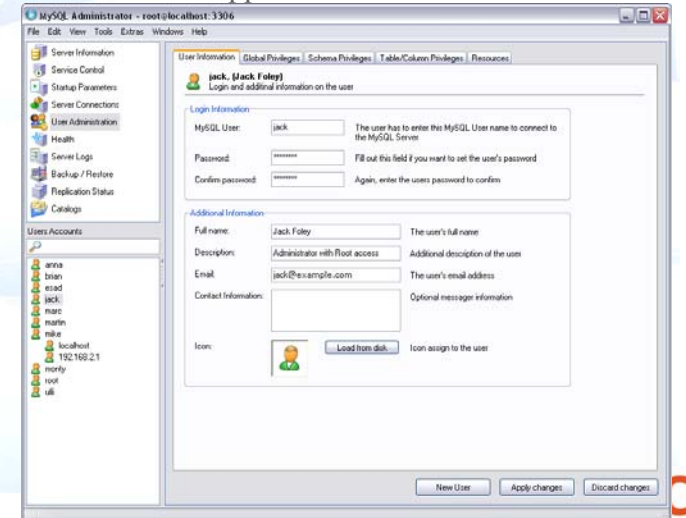 MySQL Administrator - root@localhost:3306
File Edit View Tools Extras Windows Help
Server Information
Service Control
Startup Parameters
Server Connections
User Administration
Health
Server Logs
Backup / Restore
Replication Status
Catalogs
Users Accounts
anna
brian
esad
jack
marc
martin
mike
localhost
192.168.2.1
monty
root
ulli
User Information Global Privileges Schema Privileges Table/Column Privileges Resources
jack, (Jack Foley)
Login and additinal information on the user
Login Information
MySQL User: jack The user has to enter this MySQL User name to connect to
the MySQL Server
Password: ******** Fill out this field if you want to set the user's password
Confirm password: ******** Again, enter the users password to confirm
Additional Information
Full name: Jack Foley The user's full name
Description: Administrator with Root access Additional description of the user
Email: jack@example.com The user's email address
Contact Information: Optional messager information
Icon: Load from disk Icon assign to the user
New User Apply changes Discard changes